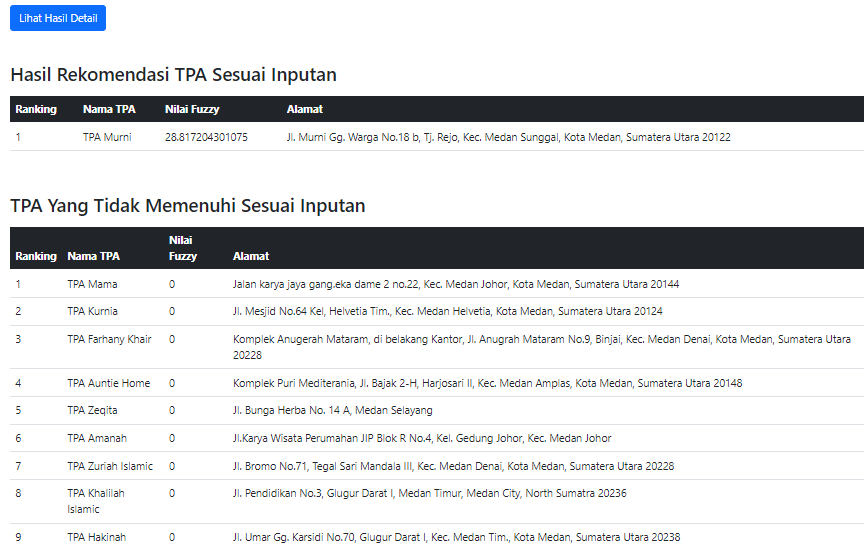 Lihat Hasil Detail
Hasil Rekomendasi TPA Sesuai Inputan
Ranking Nama TPA Nilai Fuzzy Alamat
1 TPA Murni 28.817204301075 Jl. Murni Gg. Warga No.18 b, Tj. Rejo, Kec. Medan Sunggal, Kota Medan, Sumatera Utara 20122
TPA Yang Tidak Memenuhi Sesuai Inputan
Nilai
Ranking Nama TPA Fuzzy Alamat
1 TPA Mama 0 Jalan karya jaya gang.eka dame 2 no.22, Kec. Medan Johor, Kota Medan, Sumatera Utara 20144
2 TPA Kurnia 0 Jl. Mesjid No.64 Kel, Helvetia Tim., Kec. Medan Helvetia, Kota Medan, Sumatera Utara 20124
3 TPA Farhany Khair 0 Komplek Anugerah Mataram, di belakang Kantor, Jl. Anugrah Mataram No.9, Binjai, Kec. Medan Denai, Kota Medan, Sumatera Utara
20228
4 TPA Auntie Home 0 Komplek Puri Mediterania, Jl. Bajak 2-H, Harjosari II, Kec. Medan Amplas, Kota Medan, Sumatera Utara 20148
5 TPA Zeqita 0 Jl. Bunga Herba No. 14 A, Medan Selayang
6 TPA Amanah 0 Jl.Karya Wisata Perumahan JIP Blok R No.4, Kel. Gedung Johor, Kec. Medan Johor
7 TPA Zuriah Islamic 0 Jl. Bromo No.71, Tegal Sari Mandala III, Kec. Medan Denai, Kota Medan, Sumatera Utara 20228
8 TPA Khalilah 0 Jl. Pendidikan No.3, Glugur Darat I, Medan Timur, Medan City, North Sumatra 20236
Islamic
9 TPA Hakinah 0 Jl. Umar Gg. Karsidi No.70, Glugur Darat I, Kec. Medan Tim., Kota Medan, Sumatera Utara 20238